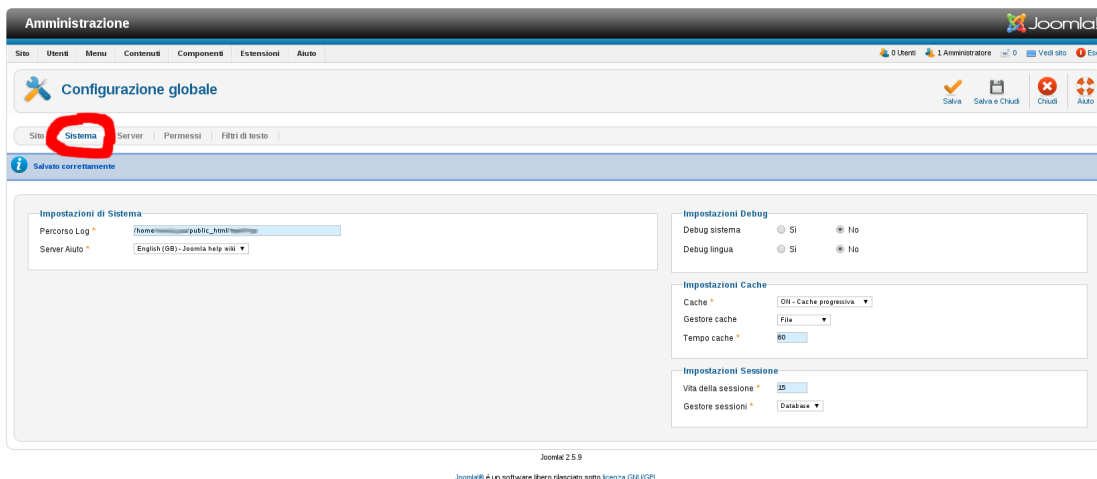 Amministrazione
Joomla!
Sito Utenti Menu Contenuti Componenti Estensioni Aiuto 0 Utenti 1 Amministratore 0 Vedi sito
Configurazione globale
Salva Salva e Chiudi Chiudi Aiuto
Sito Sistema Server Permessi Filtri di testo
Salvato correttamente
Impostazioni di Sistema
Percorso Log * /home/ /public_html/
Server Aiuto * English (GB) - Joomla help wiki
Impostazioni Debug
Debug sistema Sì No
Debug lingua Sì No
Impostazioni Cache
Cache * ON - Cache progressiva
Gestore cache File
Tempo cache * 60
Impostazioni Sessione
Vita della sessione * 15
Gestore sessioni * Database
Joomla! 2.5.9
Joomla!® è un software libero rilasciato sotto licenza GNU/GPL